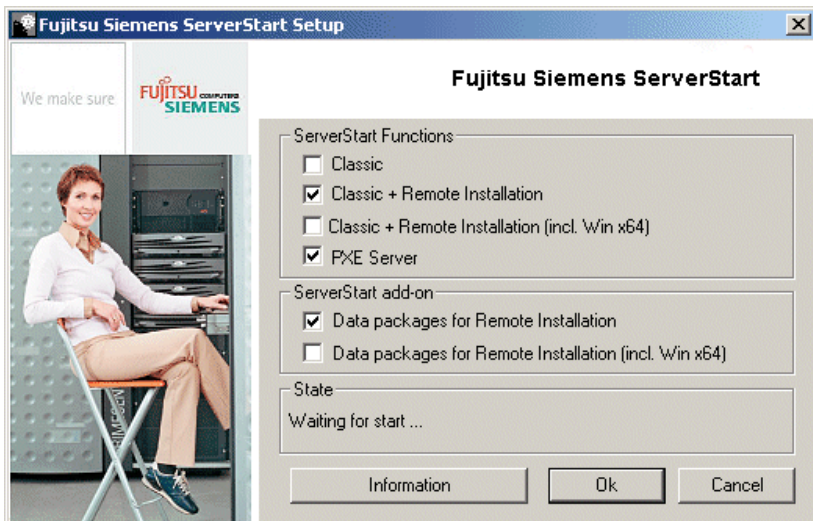 Fujitsu Siemens ServerStart Setup
We make sure
FUJITSU COMPUTERS
SIEMENS
Fujitsu Siemens ServerStart
ServerStart Functions
Classic
Classic + Remote Installation
Classic + Remote Installation (incl. Win x64)
PXE Server
ServerStart add-on
Data packages for Remote Installation
Data packages for Remote Installation (incl. Win x64)
State
Waiting for start ...
Information
Ok
Cancel